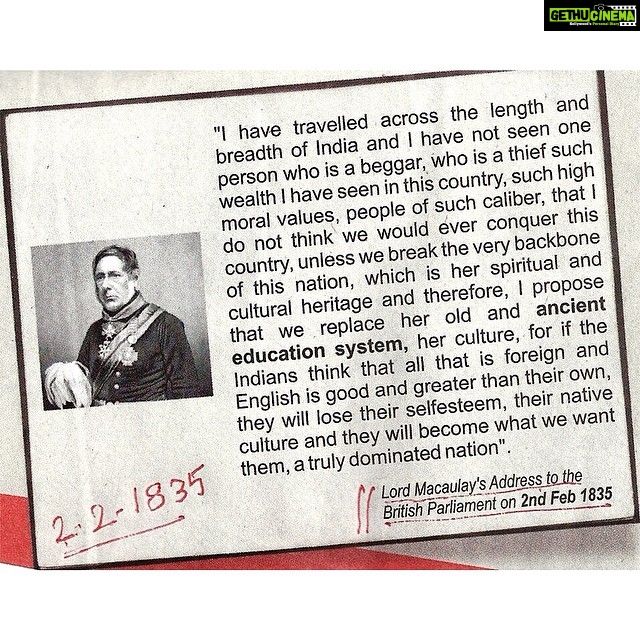 GETHUCINEMA
Kollywood's Personal Diary
"I have travelled across the length and
breadth of India and I have not seen one
person who is a beggar, who is a thief such
wealth I have seen in this country, such high
moral values, people of such caliber, that I
do not think we would ever conquer this
country, unless we break the very backbone
of this nation, which is her spiritual and
cultural heritage and therefore, I propose
that we replace her old and ancient
education system, her culture, for if the
Indians think that all that is foreign and
English is good and greater than their own,
they will lose their selfesteem, their native
culture and they will become what we want
them, a truly dominated nation".
Lord Macaulay's Address to the
British Parliament on 2nd Feb 1835
2-2-1835